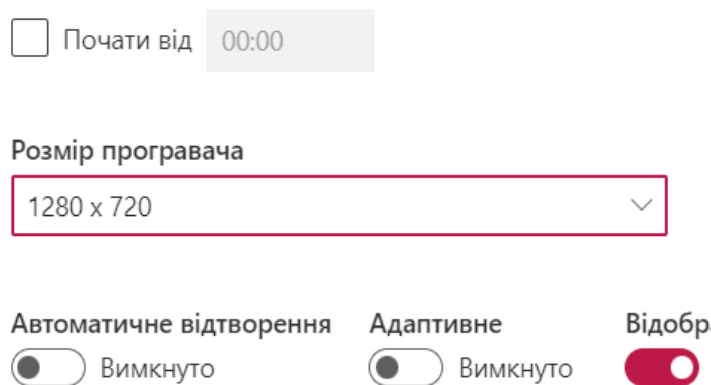 Почати від 00:00
Розмір програвача
1280 x 720
Автоматичне відтворення Адаптивне
Вимкнуто Вимкнуто